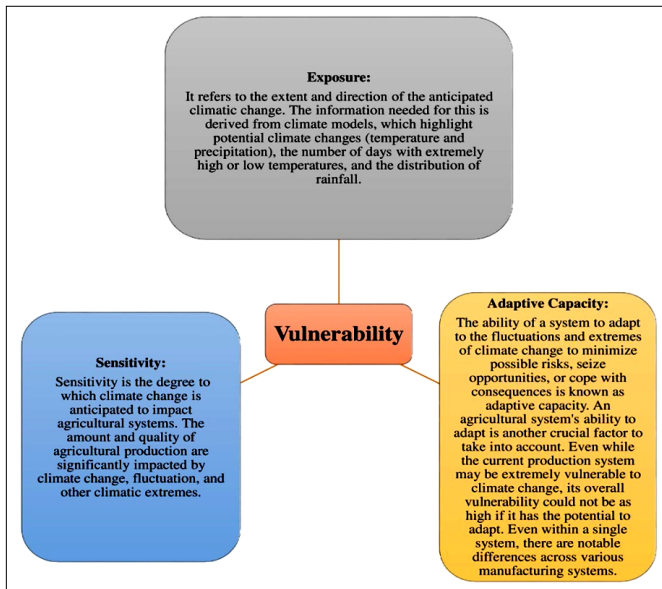 Exposure:
It refers to the extent and direction of the anticipated
climatic change. The information needed for this is
derived from climate models, which highlight
potential climate changes (temperature and
precipitation), the number of days with extremely
high or low temperatures, and the distribution of
rainfall.
Vulnerability
Sensitivity:
Sensitivity is the degree to
which climate change is
anticipated to impact
agricultural systems. The
amount and quality of
agricultural production are
significantly impacted by
climate change, fluctuation, and
other climatic extremes.
Adaptive Capacity:
The ability of a system to adapt
to the fluctuations and extremes
of climate change to minimize
possible risks, seize
opportunities, or cope with
consequences is known as
adaptive capacity. An
agricultural system's ability to
adapt is another crucial factor to
take into account. Even while
the current production system
may be extremely vulnerable to
climate change, its overall
vulnerability could not be as
high if it has the potential to
adapt. Even within a single
system, there are notable
differences across various
manufacturing systems.